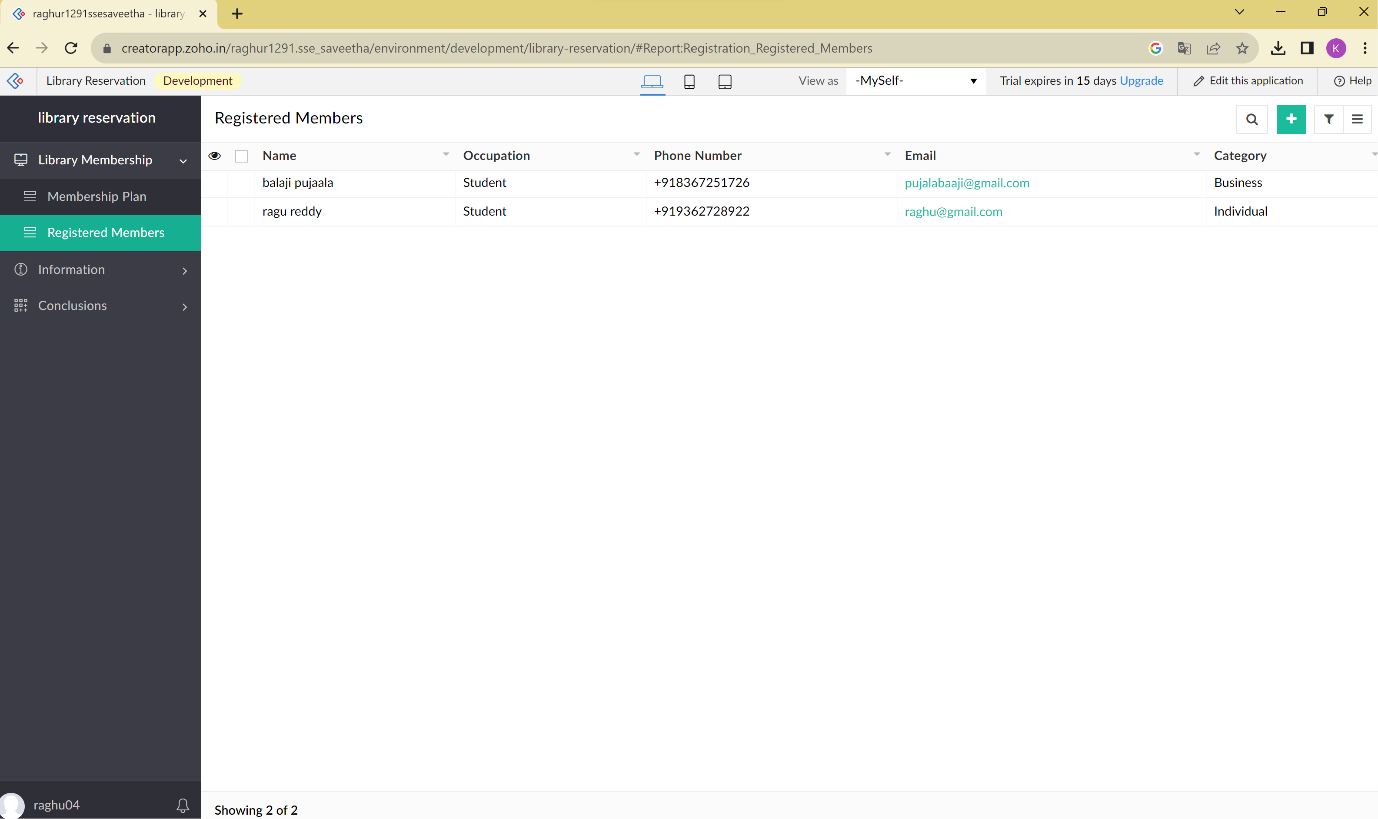 raghur1291ssesaveetha - library
creatorapp.zoho.in/raghur1291.sse_saveetha/environment/development/library-reservation/#Report:Registration_Registered_Members
K
Library Reservation Development View as -MySelf- Trial expires in 15 days Upgrade Edit this application Help
library reservation
Registered Members
Library Membership
Membership Plan
Registered Members
Information
Conclusions
Name Occupation Phone Number Email Category
balaji pujaala Student +918367251726 pujalabaaji@gmail.com Business
ragu reddy Student +919362728922 raghu@gmail.com Individual
raghu04
Showing 2 of 2